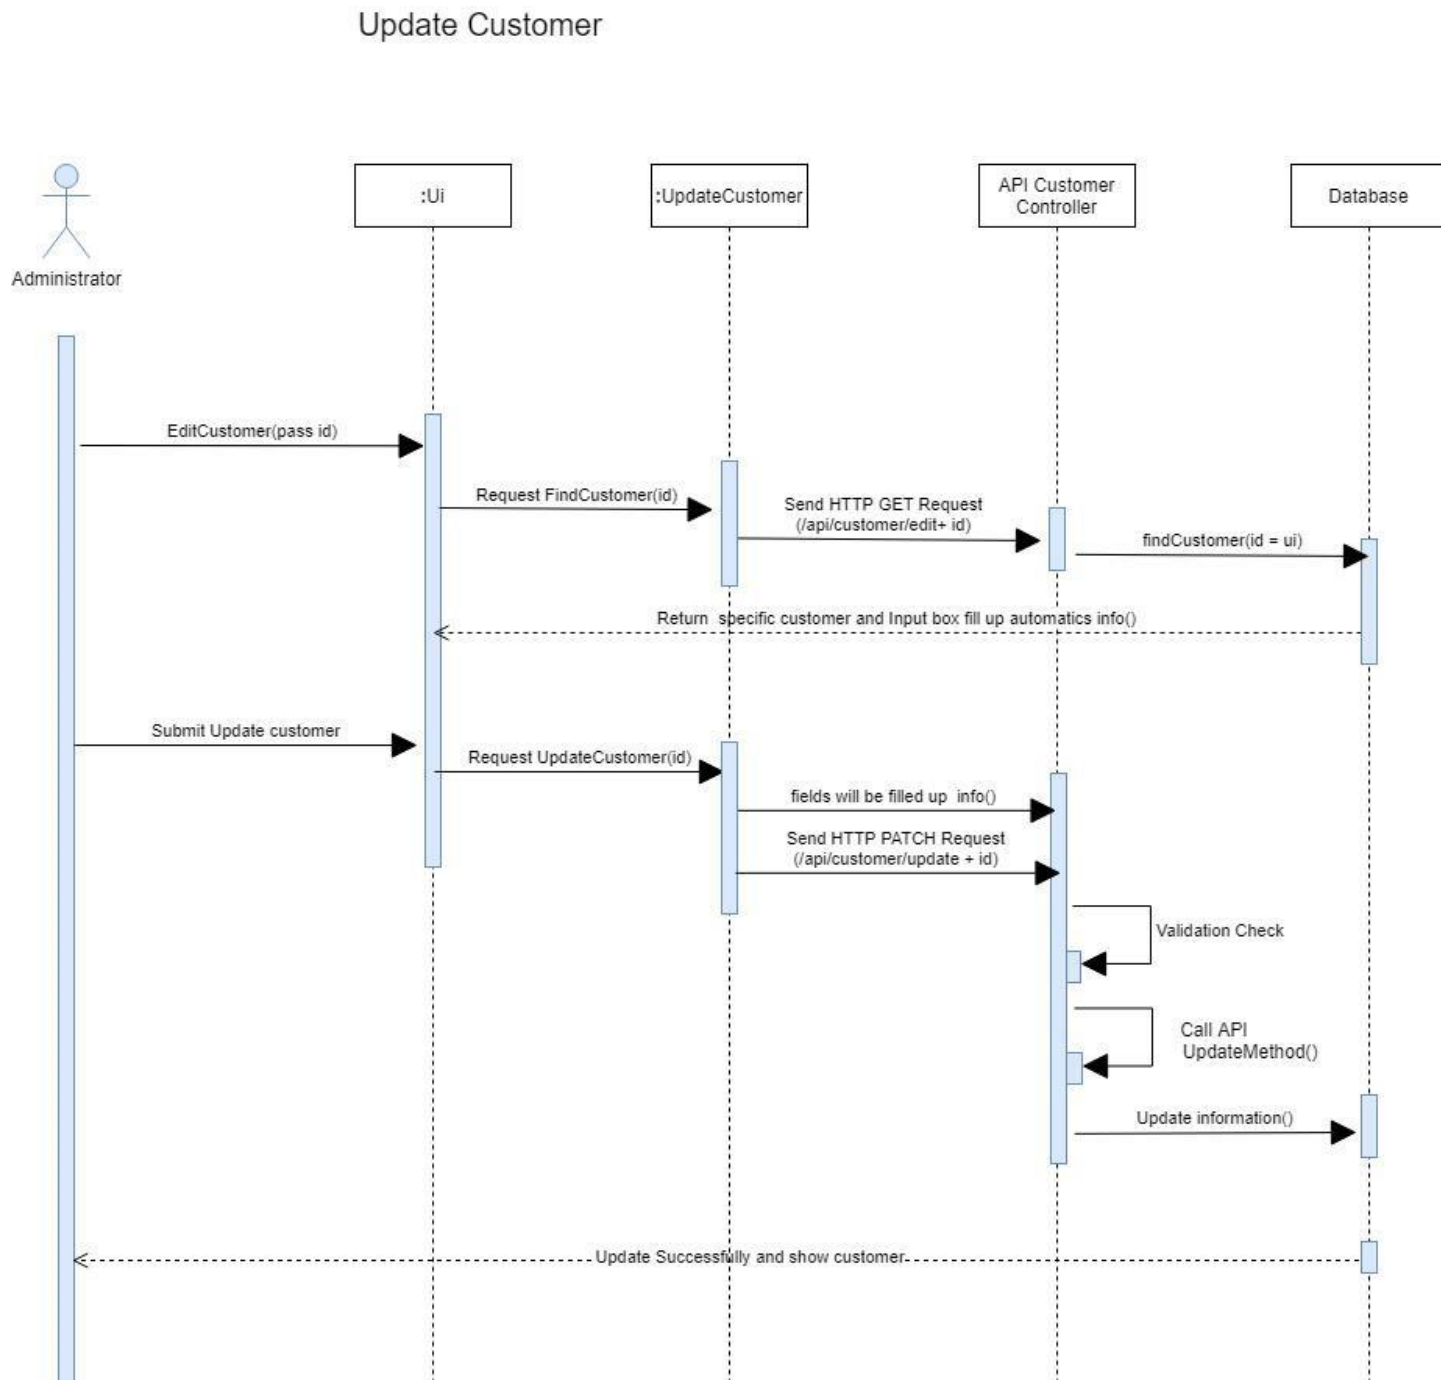 Update Customer
:Ui
:UpdateCustomer
API Customer
Controller
Database
Administrator
EditCustomer(pass id)
Request FindCustomer(id)
Send HTTP GET Request
(/api/customer/edit+ id)
findCustomer(id = ui)
Return  specific customer and Input box fill up automatics info()
Submit Update customer
Request UpdateCustomer(id)
fields will be filled up  info()
Send HTTP PATCH Request
(/api/customer/update + id)
Validation Check
Call API
UpdateMethod()
Update information()
Update Successfully and show customer